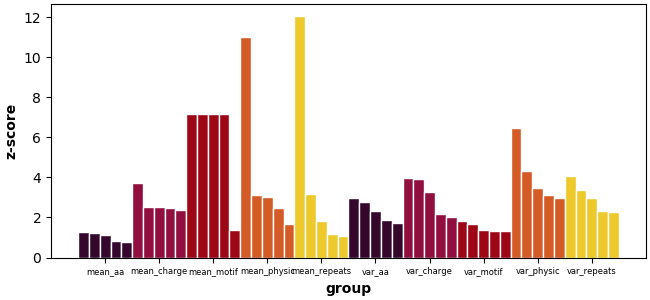 12
10
8
6
4
2
0
z-score
mean_aa mean_charge mean_motif mean_physic mean_repeats var_aa var_charge var_motif var_physic var_repeats
group